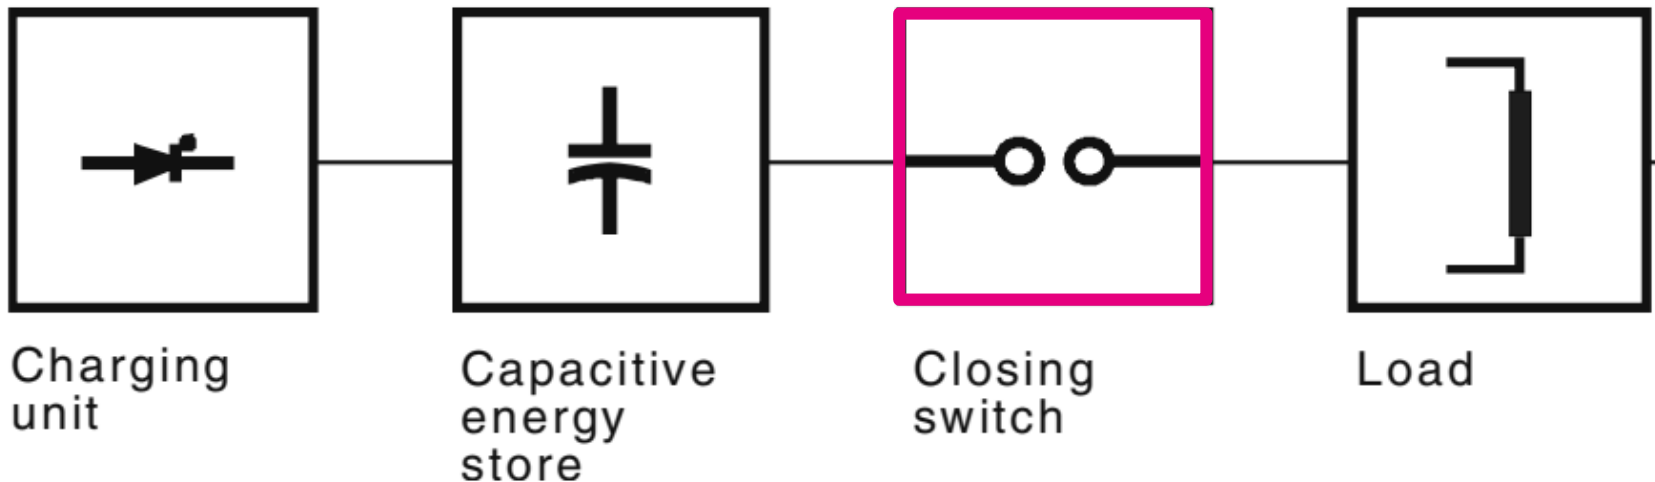 Charging
unit
Capacitive
energy
store
Closing
switch
Load